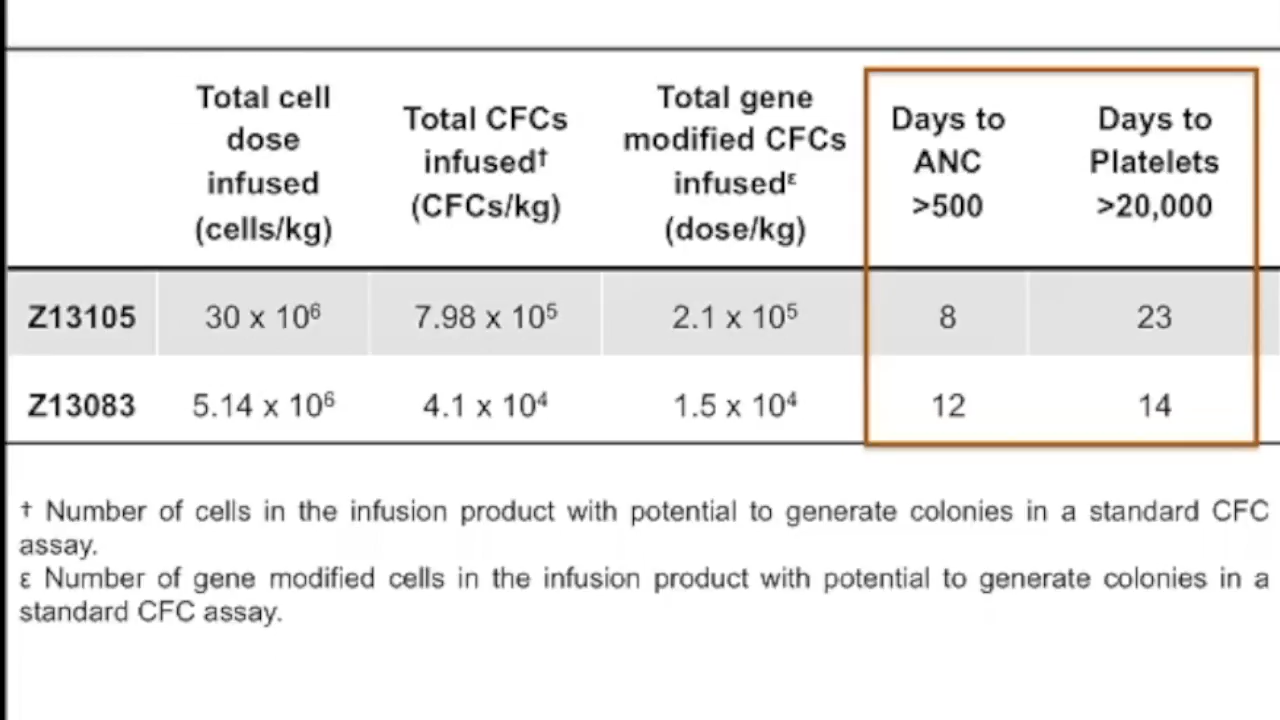 Total cell dose infused (cells/kg)
Total CFCs infused† (CFCs/kg)
Total gene modified CFCs infusedᵋ (dose/kg)
Days to ANC >500
Days to Platelets >20,000
Z13105 30 x 10⁶ 7.98 x 10⁵ 2.1 x 10⁵ 8 23
Z13083 5.14 x 10⁶ 4.1 x 10⁴ 1.5 x 10⁴ 12 14
† Number of cells in the infusion product with potential to generate colonies in a standard CFC
assay.
ε Number of gene modified cells in the infusion product with potential to generate colonies in a
standard CFC assay.